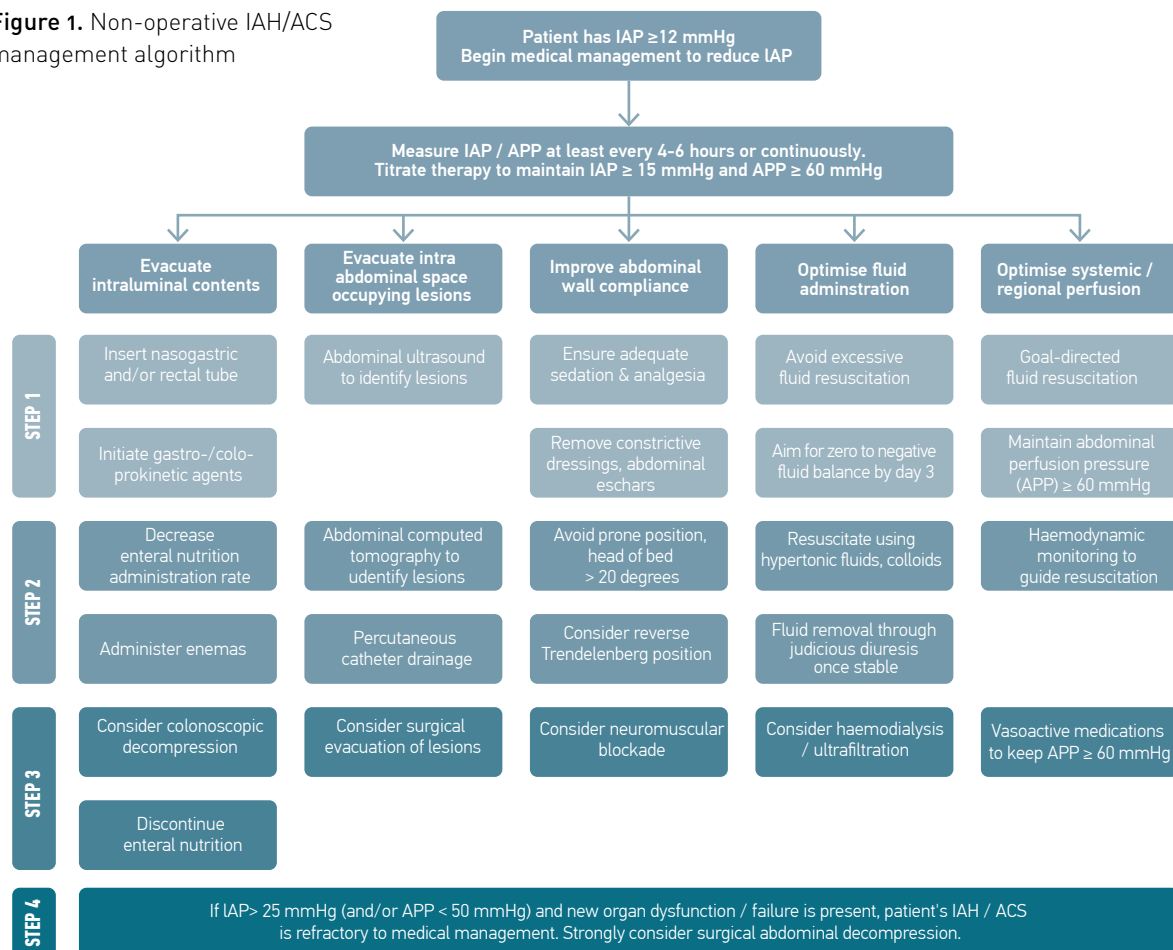 Figure 1. Non-operative IAH/ACS
management algorithm
Patient has IAP ≥12 mmHg
Begin medical management to reduce IAP
Measure IAP / APP at least every 4-6 hours or continuously.
Titrate therapy to maintain IAP ≥ 15 mmHg and APP ≥ 60 mmHg
Evacuate
intraluminal contents
Evacuate intra
abdominal space
occupying lesions
Improve abdominal
wall compliance
Optimise fluid
adminstration
Optimise systemic /
regional perfusion
STEP 1
Insert nasogastric
and/or rectal tube
Abdominal ultrasound
to identify lesions
Ensure adequate
sedation & analgesia
Avoid excessive
fluid resuscitation
Goal-directed
fluid resuscitation
Initiate gastro-/colo-
prokinetic agents
Remove constrictive
dressings, abdominal
eschars
Aim for zero to negative
fluid balance by day 3
Maintain abdominal
perfusion pressure
(APP) ≥ 60 mmHg
STEP 2
Decrease
enteral nutrition
administration rate
Abdominal computed
tomography to
udentify lesions
Avoid prone position,
head of bed
> 20 degrees
Resuscitate using
hypertonic fluids, colloids
Haemodynamic
monitoring to
guide resuscitation
Administer enemas
Percutaneous
catheter drainage
Consider reverse
Trendelenberg position
Fluid removal through
judicious diuresis
once stable
STEP 3
Consider colonoscopic
decompression
Consider surgical
evacuation of lesions
Consider neuromuscular
blockade
Consider haemodialysis
/ ultrafiltration
Vasoactive medications
to keep APP ≥ 60 mmHg
Discontinue
enteral nutrition
STEP 4
If lAP> 25 mmHg (and/or APP < 50 mmHg) and new organ dysfunction / failure is present, patient's IAH / ACS
is refractory to medical management. Strongly consider surgical abdominal decompression.